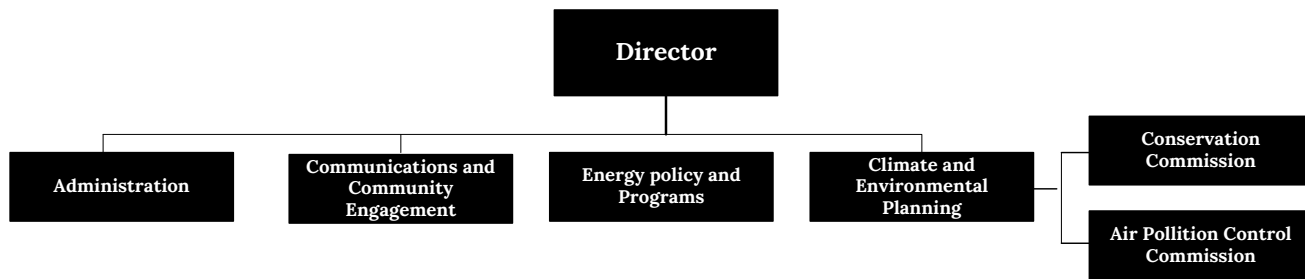 Director
Administration
Communications and
Community
Engagement
Energy policy and
Programs
Climate and
Environmental
Planning
Conservation
Commission
Air Pollition Control
Commission